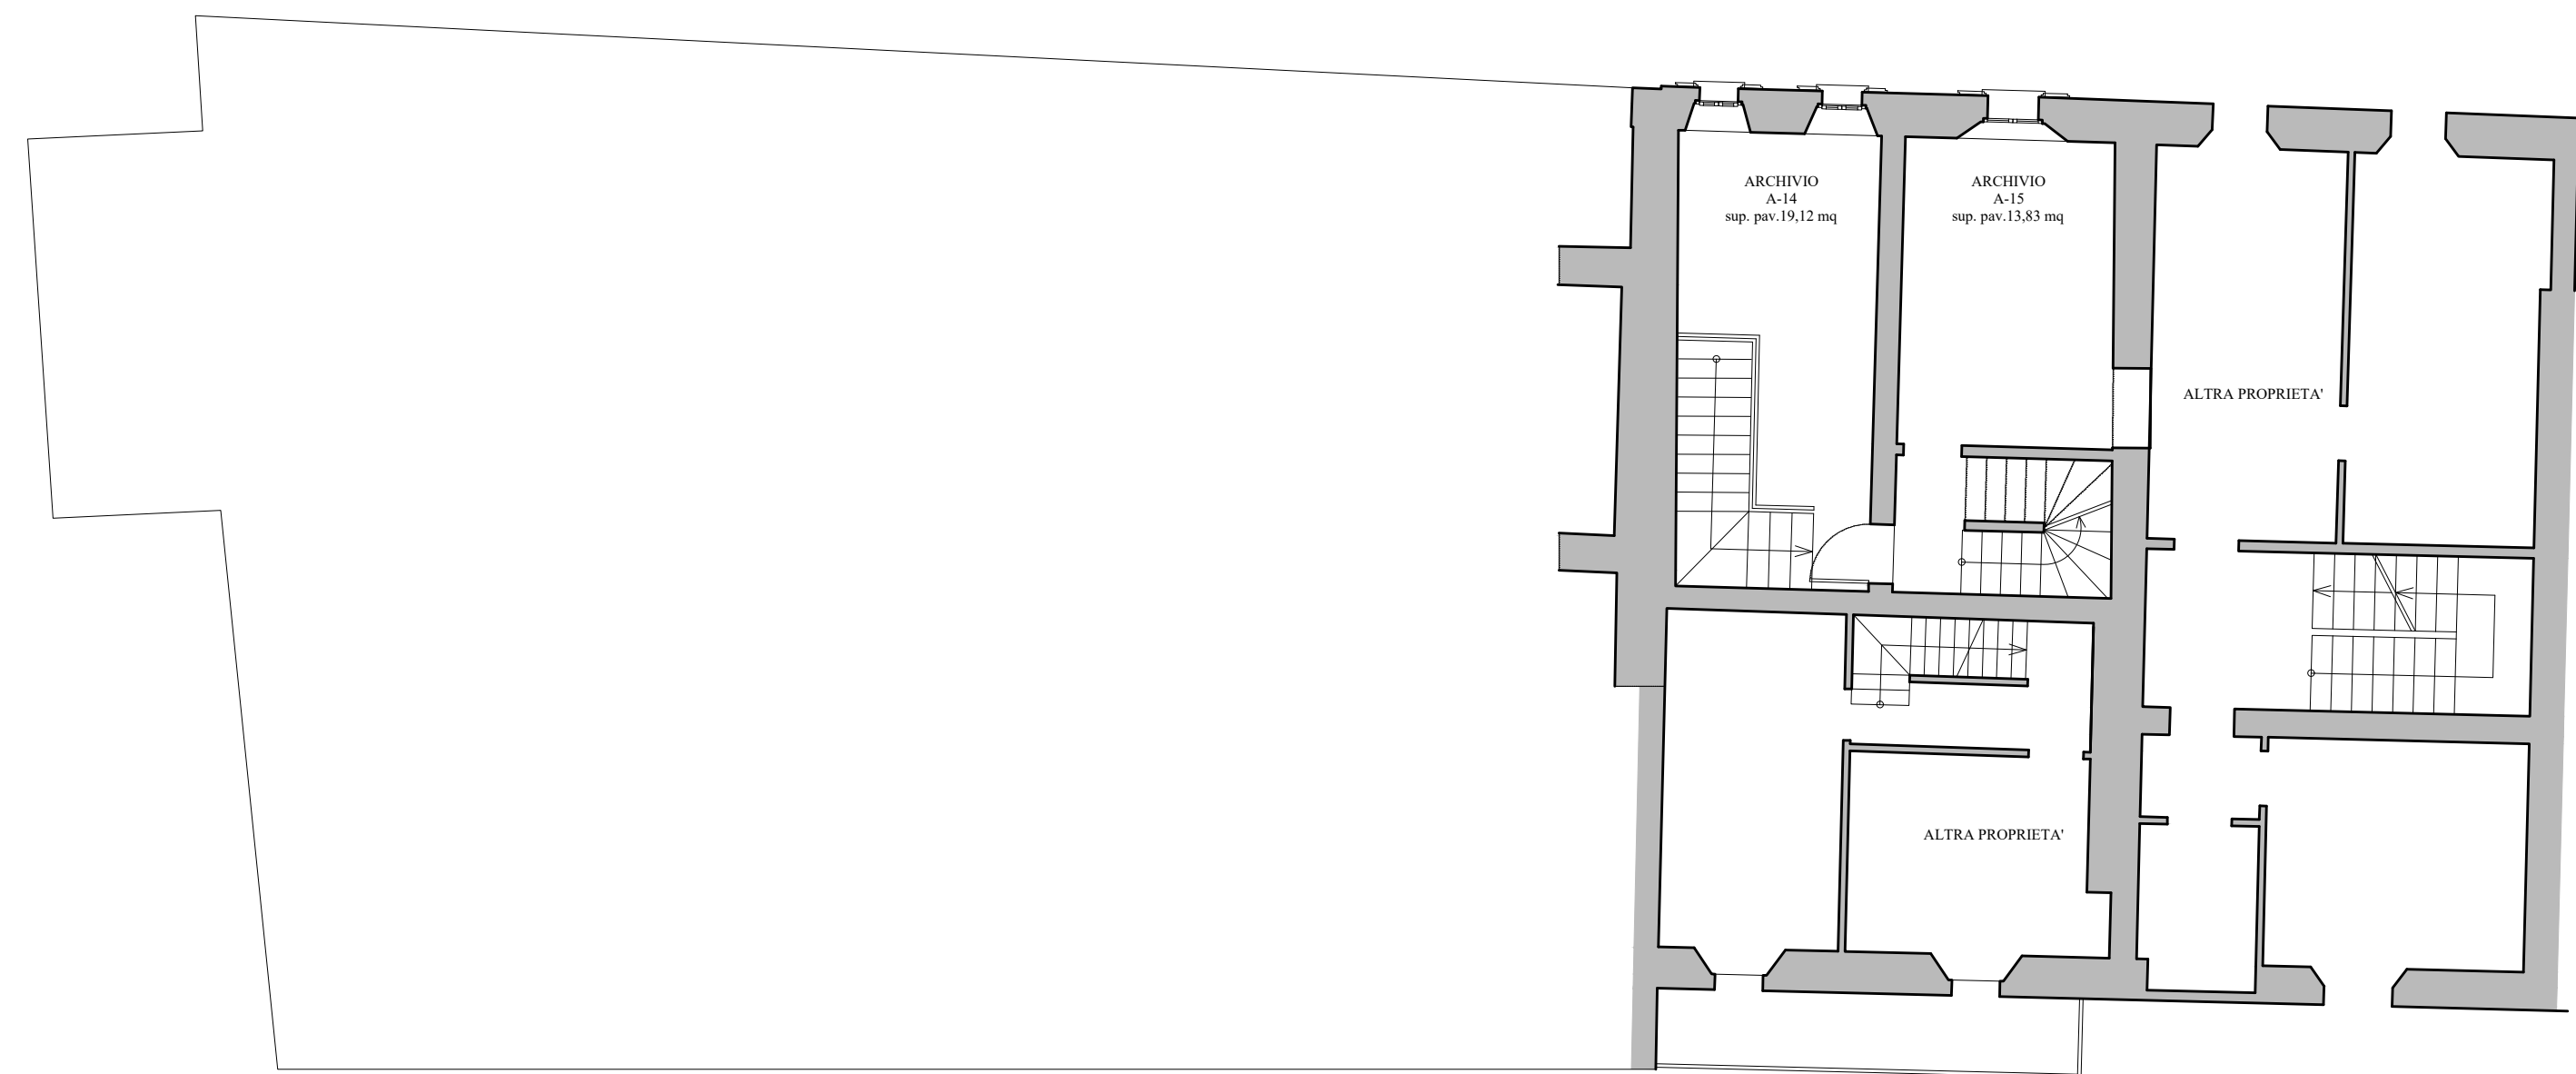 ARCHIVIO
A-14
sup. pav.19,12 mq
ARCHIVIO
A-15
sup. pav.13,83 mq
ALTRA PROPRIETA'
ALTRA PROPRIETA'